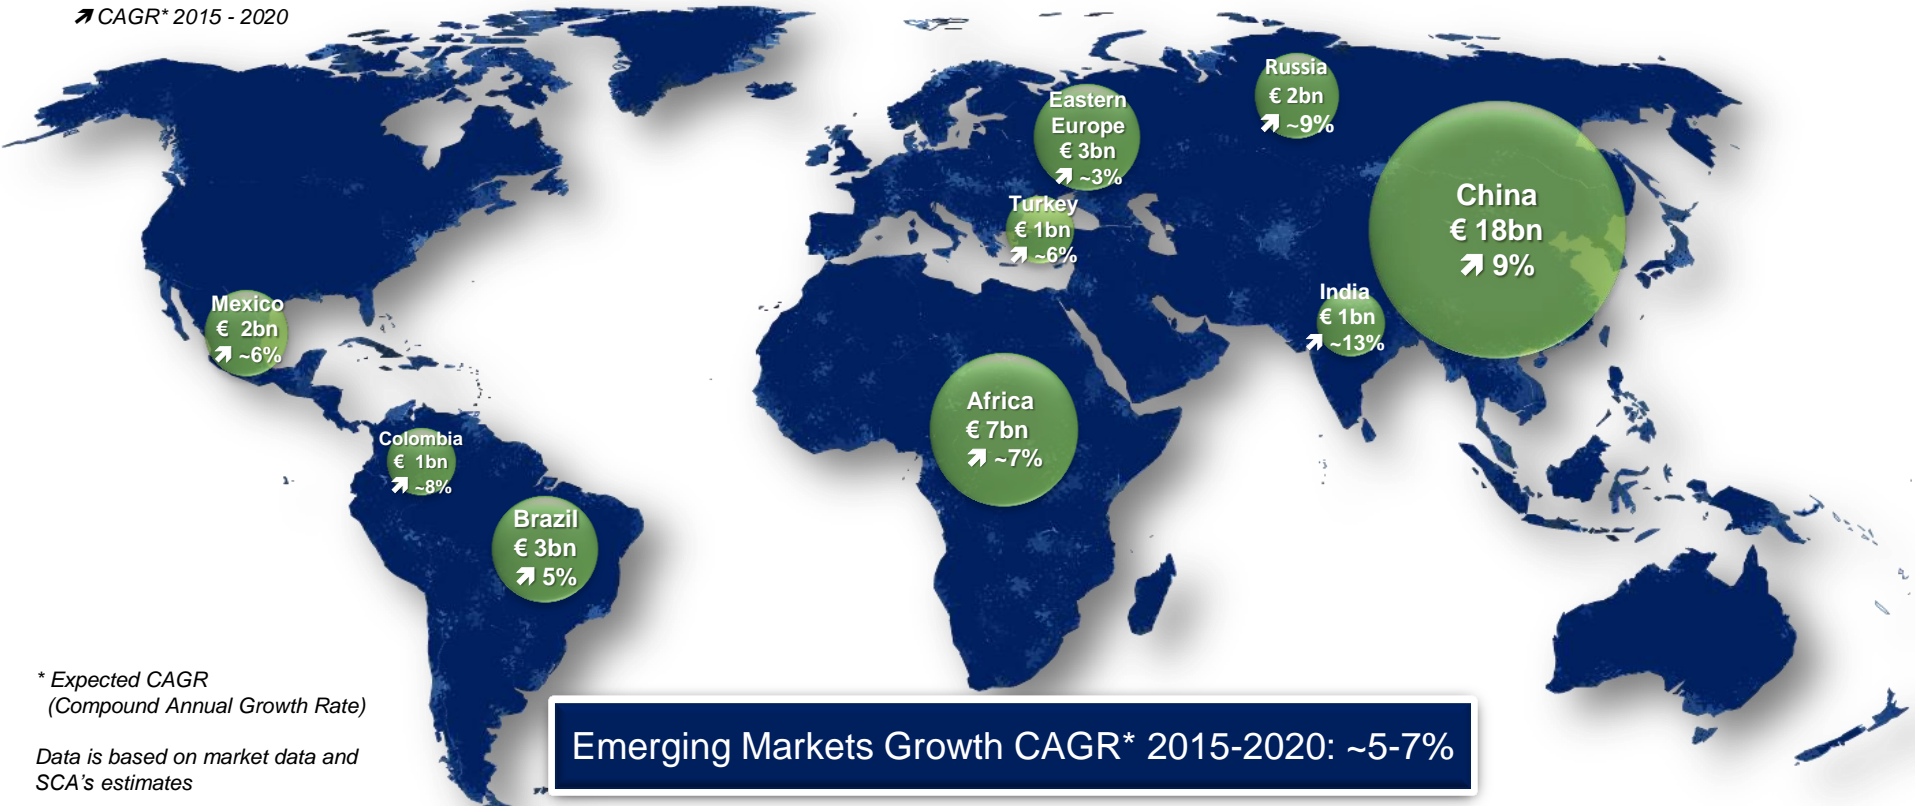 ↗ CAGR* 2015 - 2020
Russia
€ 2bn
↗ ~9%
Eastern
Europe
€ 3bn
↗ ~3%
China
€ 18bn
↗ 9%
Turkey
€ 1bn
↗ ~6%
India
€ 1bn
↗ ~13%
Mexico
€ 2bn
↗ ~6%
Africa
€ 7bn
↗ ~7%
Colombia
€ 1bn
↗ ~8%
Brazil
€ 3bn
↗ 5%
* Expected CAGR
(Compound Annual Growth Rate)
Data is based on market data and
SCA's estimates
Emerging Markets Growth CAGR* 2015-2020: ~5-7%